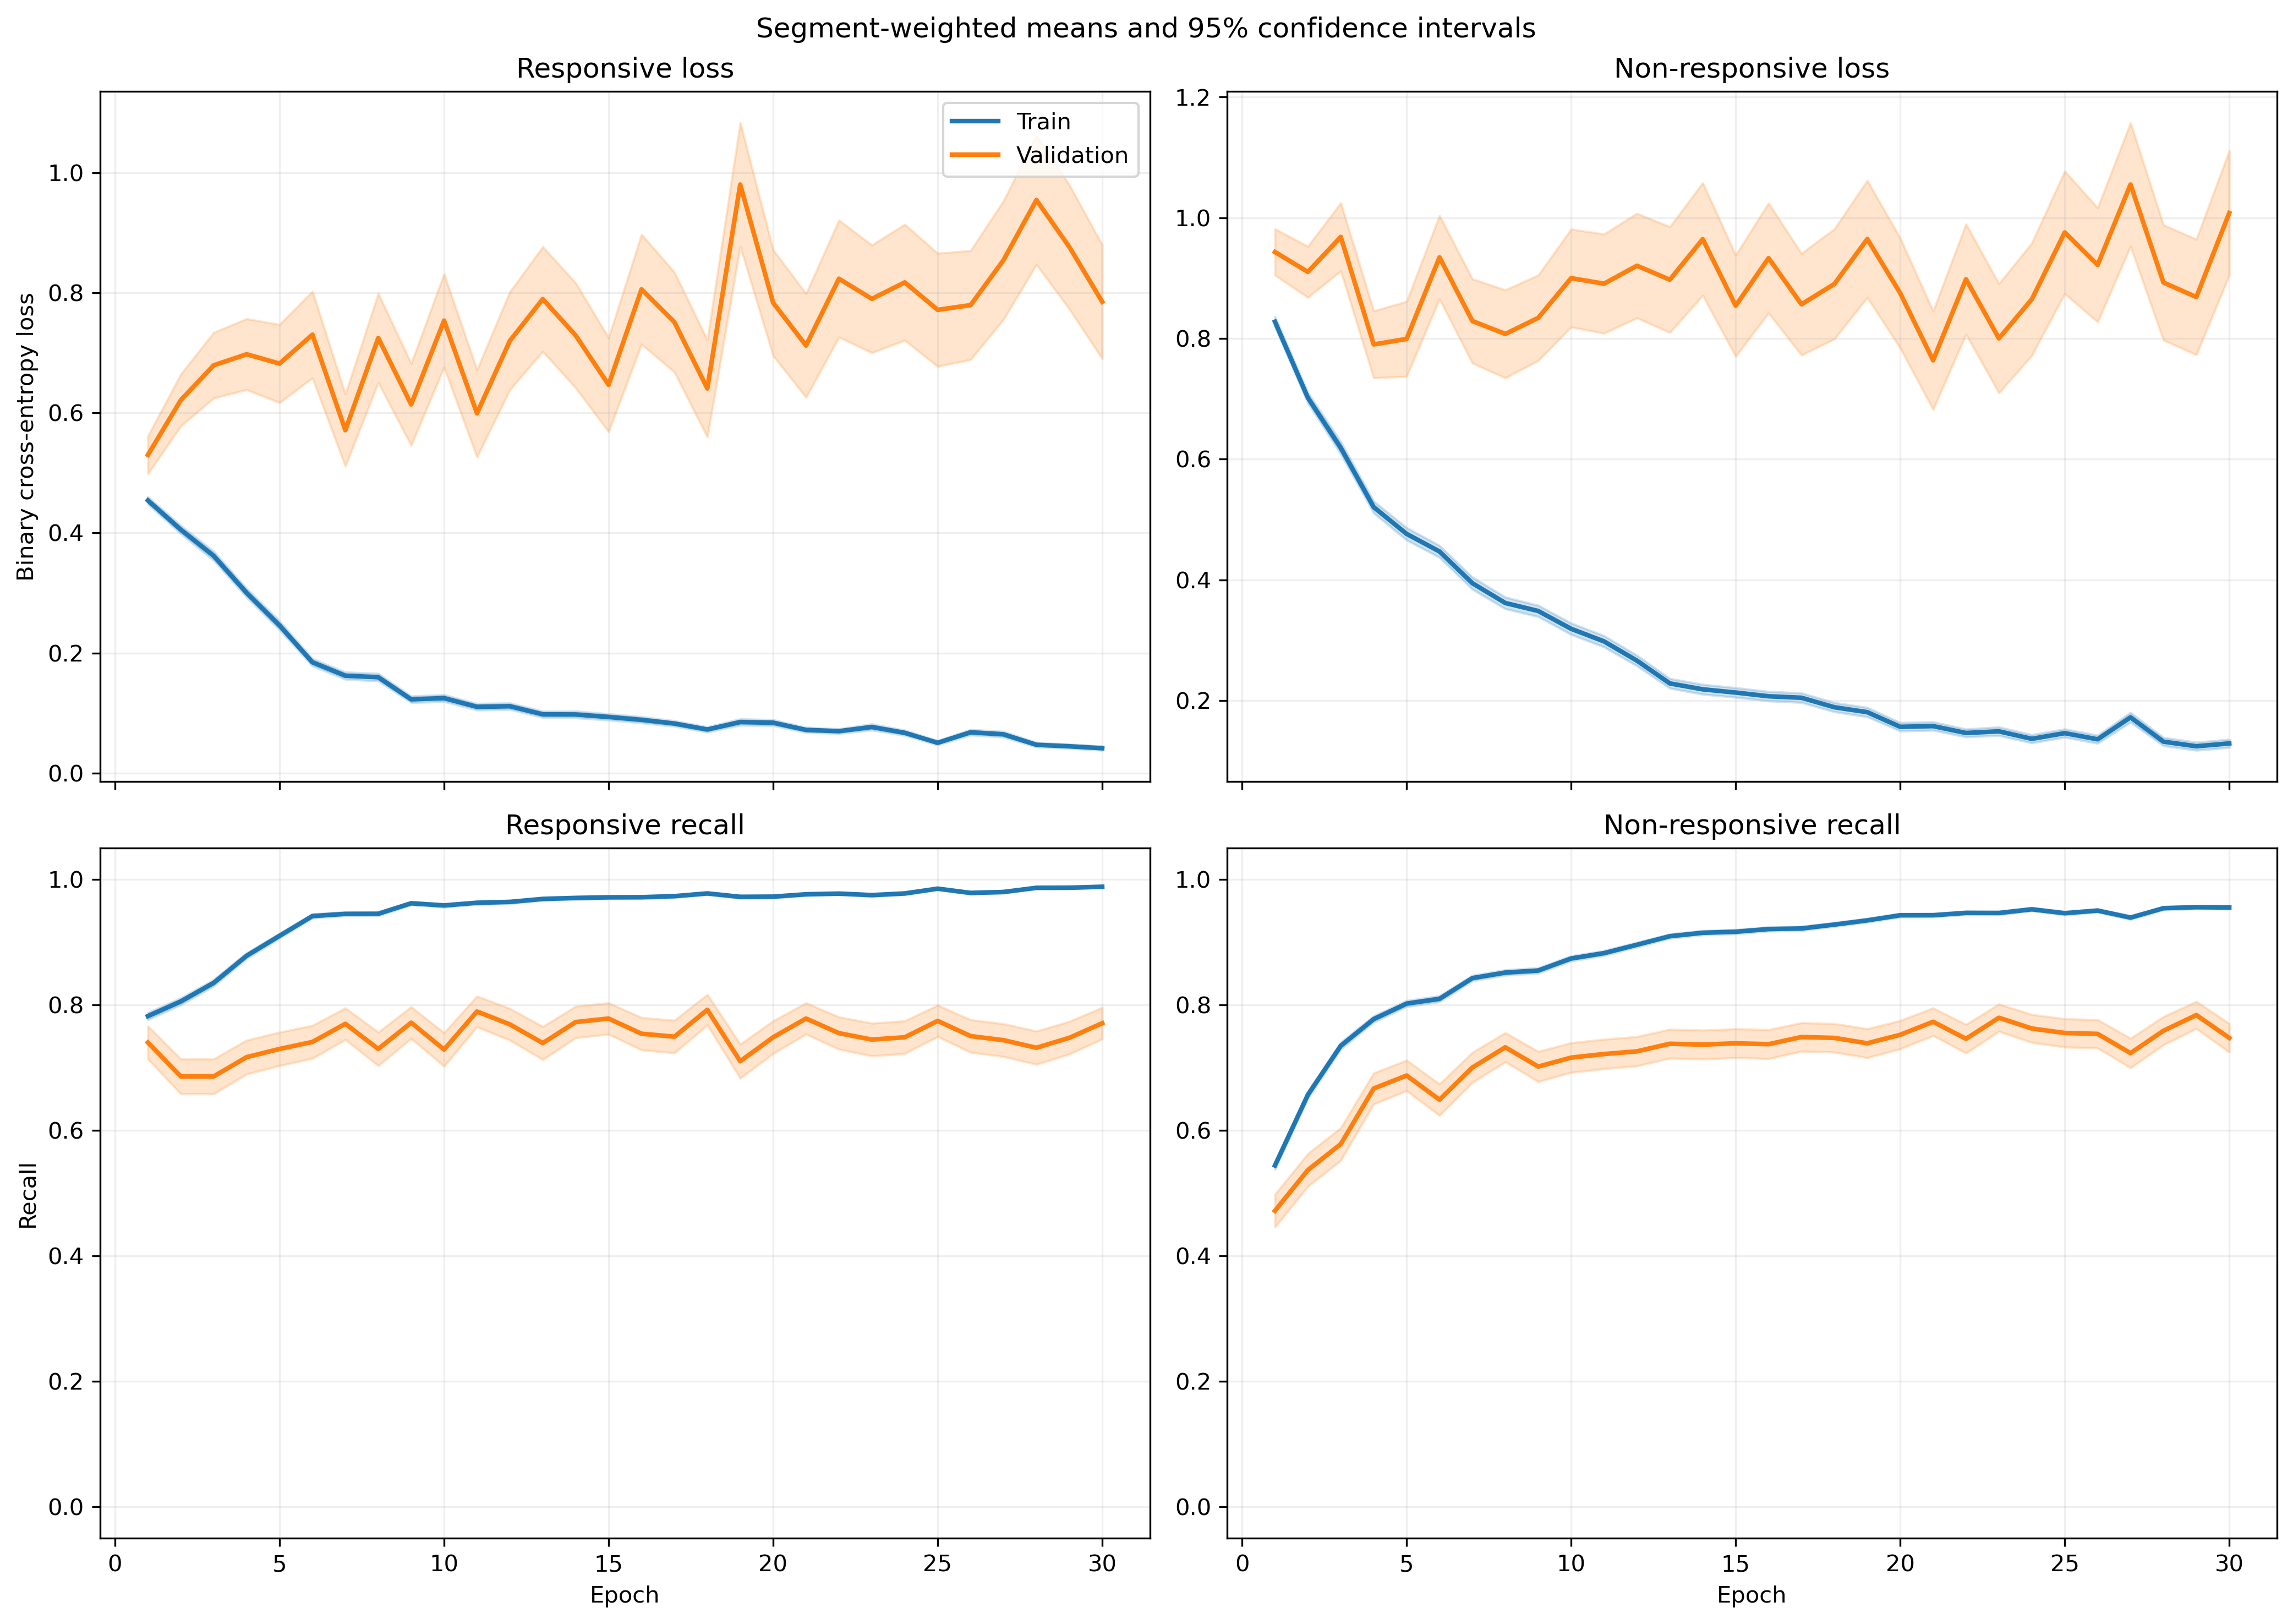 Segment-weighted means and 95% confidence intervals
Responsive loss
Non-responsive loss
Train
Validation
Binary cross-entropy loss
1.0
0.8
0.6
0.4
0.2
0.0
1.2
1.0
0.8
0.6
0.4
0.2
Responsive recall
Non-responsive recall
Recall
1.0
0.8
0.6
0.4
0.2
0.0
1.0
0.8
0.6
0.4
0.2
0.0
0 5 10 15 20 25 30
0 5 10 15 20 25 30
Epoch
Epoch